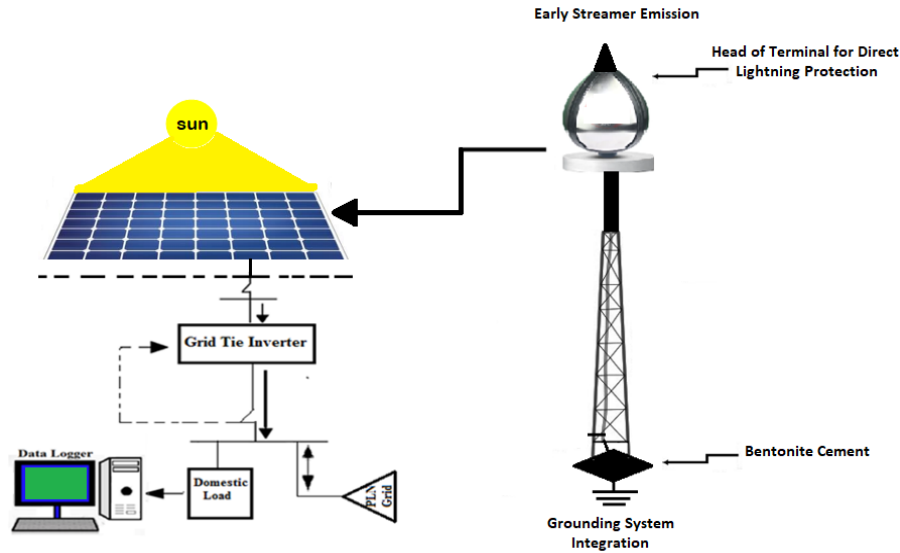 Early Streamer Emission
Head of Terminal for Direct
Lightning Protection
sun
Grid Tie Inverter
Data Logger
Domestic
Load
PLN
Grid
Bentonite Cement
Grounding System
Integration